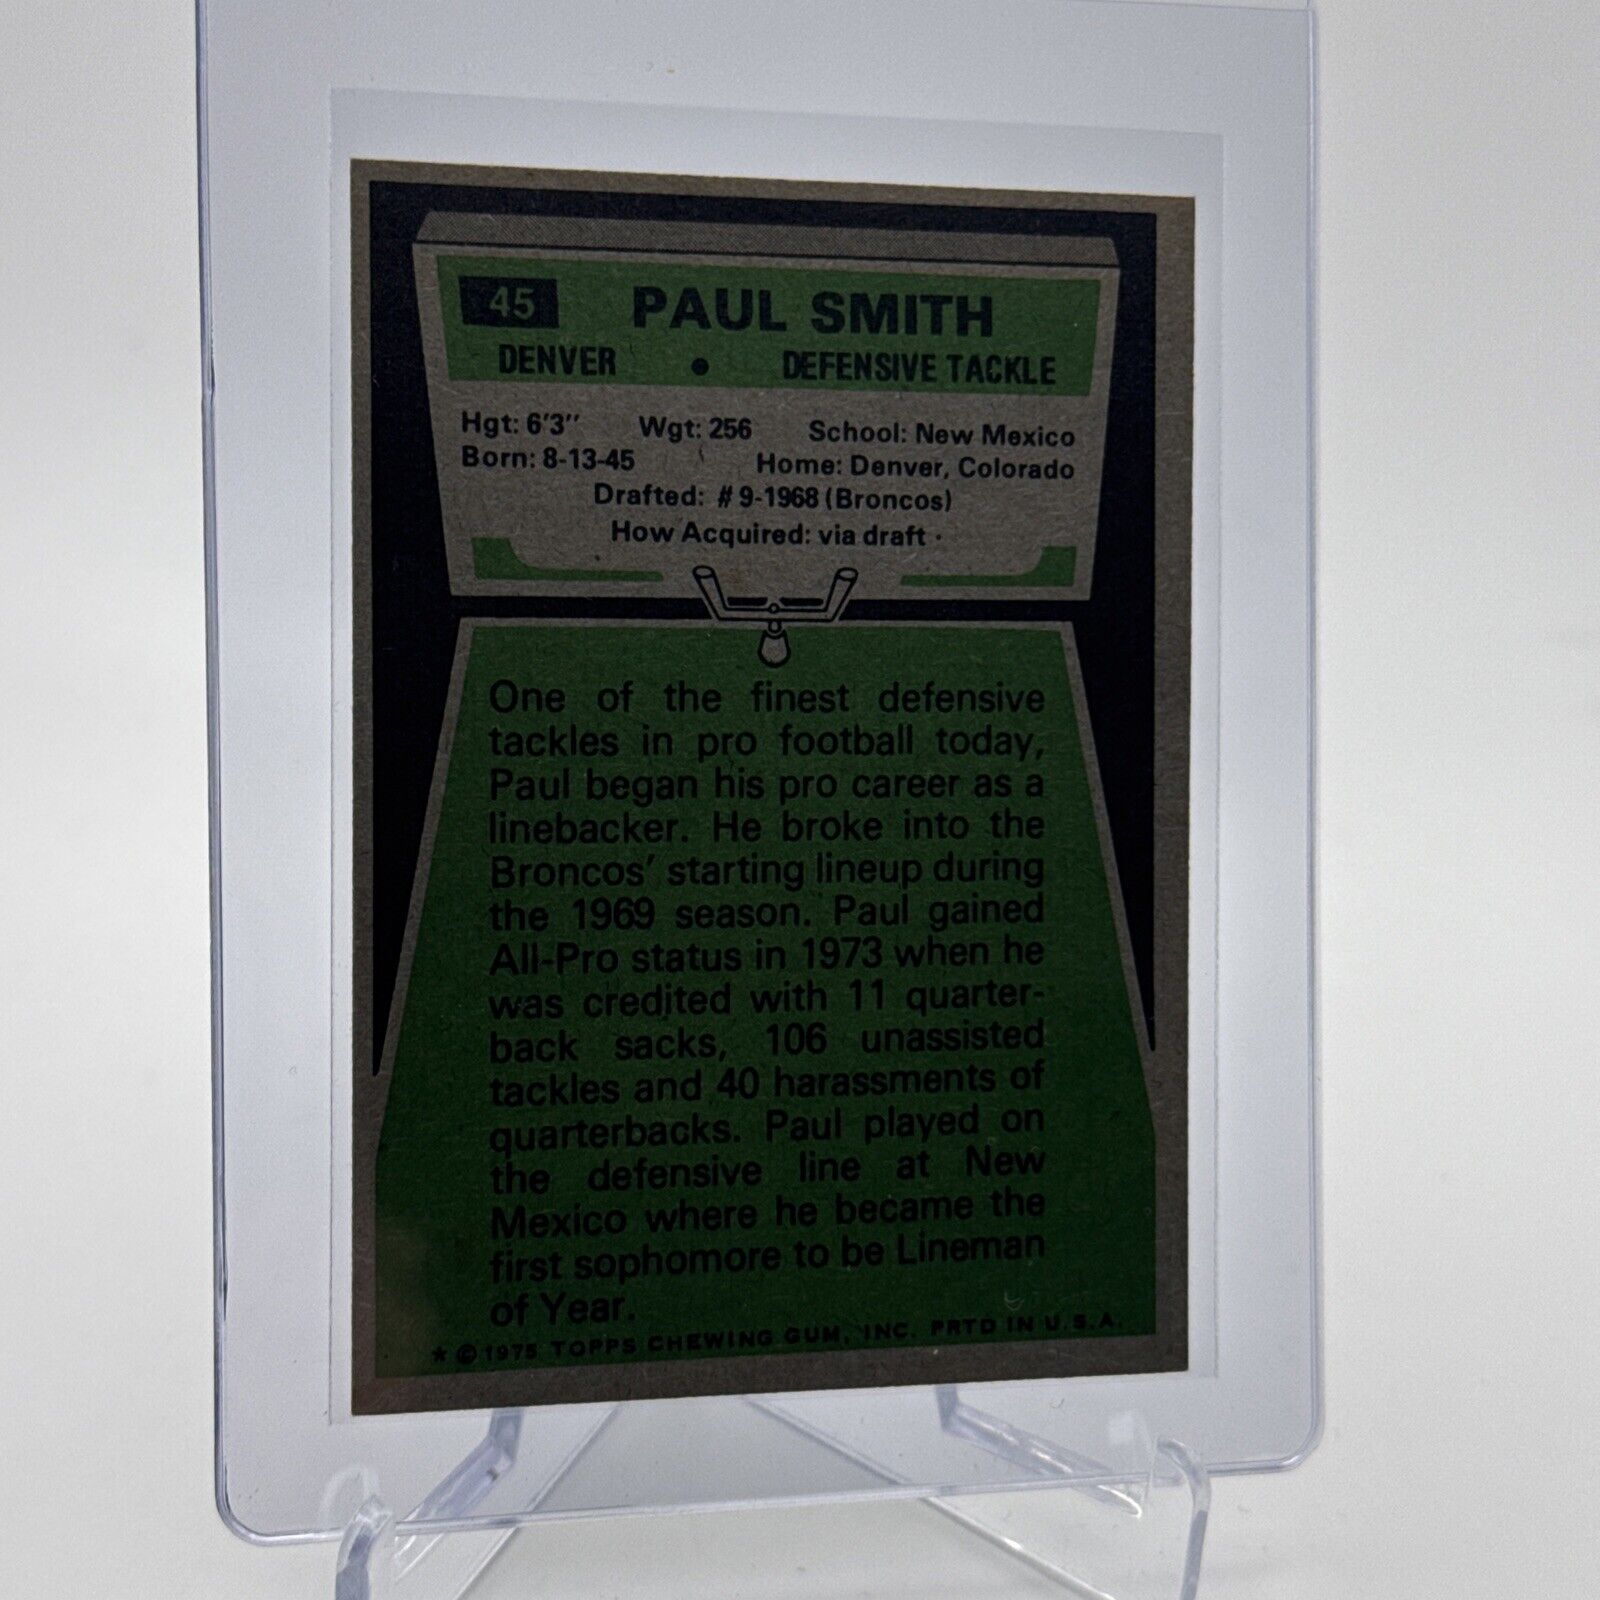 45 PAUL SMITH
DENVER • DEFENSIVE TACKLE
Hgt: 6'3" Wgt: 256 School: New Mexico
Born: 8-13-45 Home: Denver, Colorado
Drafted: #9-1968 (Broncos)
How Acquired: via draft
One of the finest defensive
tackles in pro football today,
Paul began his pro career as a
linebacker. He broke into the
Broncos' starting lineup during
the 1969 season. Paul gained
All-Pro status in 1973 when he
was credited with 11 quarter-
back sacks, 106 unassisted
tackles and 40 harassments of
quarterbacks. Paul played on
the defensive line at New
Mexico where he became the
first sophomore to be Lineman
of Year.
* © 1975 TOPPS CHEWING GUM, INC. PRTD IN U.S.A.